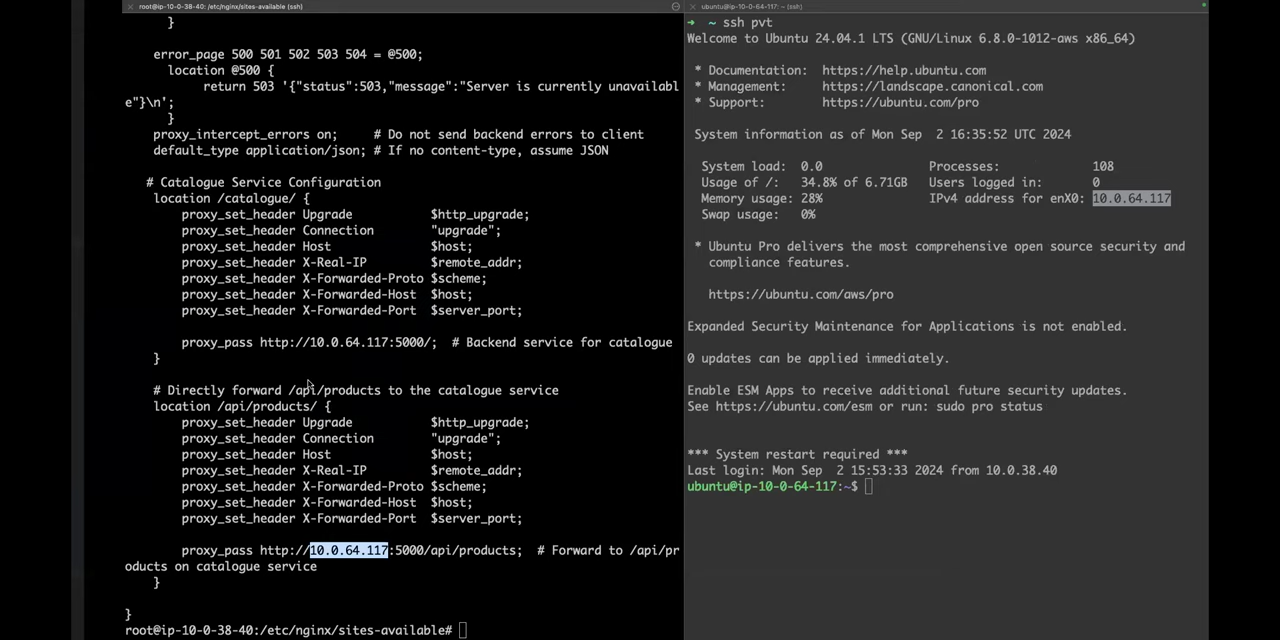 root@ip-10-0-38-40: /etc/nginx/sites-available (ssh)
}
error_page 500 501 502 503 504 = @500;
location @500 {
return 503 '{"status":503,"message":"Server is currently unavailabl
e"}\n';
}
proxy_intercept_errors on;     # Do not send backend errors to client
default_type application/json; # If no content-type, assume JSON
# Catalogue Service Configuration
location /catalogue/ {
proxy_set_header Upgrade           $http_upgrade;
proxy_set_header Connection        "upgrade";
proxy_set_header Host              $host;
proxy_set_header X-Real-IP         $remote_addr;
proxy_set_header X-Forwarded-Proto $scheme;
proxy_set_header X-Forwarded-Host  $host;
proxy_set_header X-Forwarded-Port  $server_port;
proxy_pass http://10.0.64.117:5000/;  # Backend service for catalogue
}
# Directly forward /api/products to the catalogue service
location /api/products/ {
proxy_set_header Upgrade           $http_upgrade;
proxy_set_header Connection        "upgrade";
proxy_set_header Host              $host;
proxy_set_header X-Real-IP         $remote_addr;
proxy_set_header X-Forwarded-Proto $scheme;
proxy_set_header X-Forwarded-Host  $host;
proxy_set_header X-Forwarded-Port  $server_port;
proxy_pass http://10.0.64.117:5000/api/products;  # Forward to /api/pr
oducts on catalogue service
}
}
root@ip-10-0-38-40:/etc/nginx/sites-available#
ubuntu@ip-10-0-64-117: ~ (ssh)
➜  ~ ssh pvt
Welcome to Ubuntu 24.04.1 LTS (GNU/Linux 6.8.0-1012-aws x86_64)
* Documentation:  https://help.ubuntu.com
* Management:     https://landscape.canonical.com
* Support:        https://ubuntu.com/pro
System information as of Mon Sep  2 16:35:52 UTC 2024
System load:  0.0               Processes:             108
Usage of /:   34.8% of 6.71GB   Users logged in:       0
Memory usage: 28%               IPv4 address for enX0: 10.0.64.117
Swap usage:   0%
* Ubuntu Pro delivers the most comprehensive open source security and
compliance features.
https://ubuntu.com/aws/pro
Expanded Security Maintenance for Applications is not enabled.
0 updates can be applied immediately.
Enable ESM Apps to receive additional future security updates.
See https://ubuntu.com/esm or run: sudo pro status
*** System restart required ***
Last login: Mon Sep  2 15:53:33 2024 from 10.0.38.40
ubuntu@ip-10-0-64-117:~$